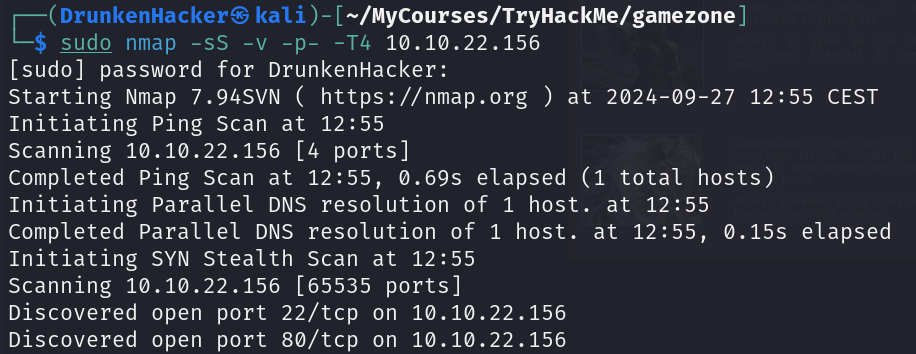 ┌──(DrunkenHacker㉿kali)-[~/MyCourses/TryHackMe/gamezone]
└─$ sudo nmap -sS -v -p- -T4 10.10.22.156
[sudo] password for DrunkenHacker:
Starting Nmap 7.94SVN ( https://nmap.org ) at 2024-09-27 12:55 CEST
Initiating Ping Scan at 12:55
Scanning 10.10.22.156 [4 ports]
Completed Ping Scan at 12:55, 0.69s elapsed (1 total hosts)
Initiating Parallel DNS resolution of 1 host. at 12:55
Completed Parallel DNS resolution of 1 host. at 12:55, 0.15s elapsed
Initiating SYN Stealth Scan at 12:55
Scanning 10.10.22.156 [65535 ports]
Discovered open port 22/tcp on 10.10.22.156
Discovered open port 80/tcp on 10.10.22.156